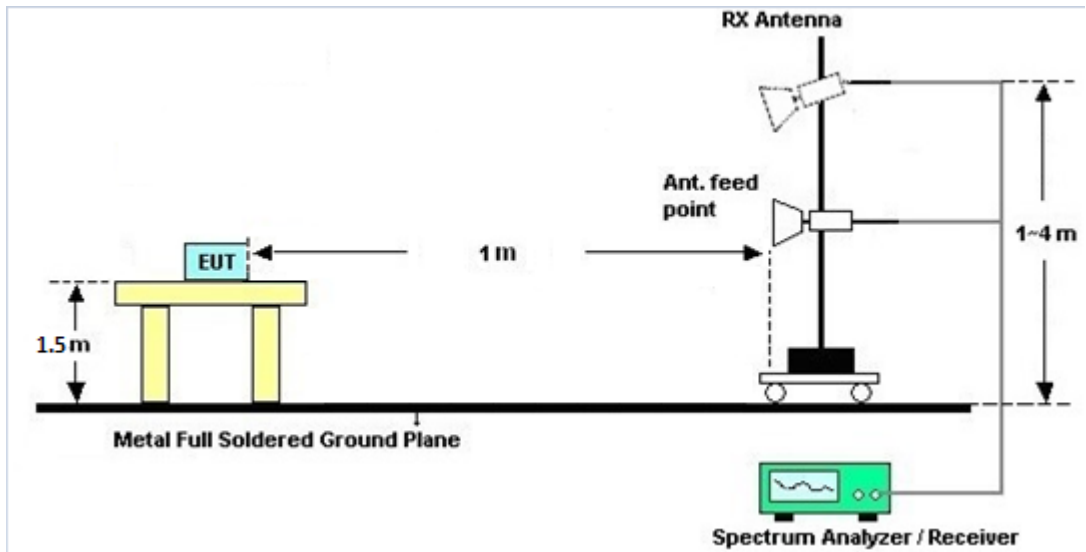 RX Antenna
Ant. feed
point
1~4 m
EUT
1 m
1.5 m
Metal Full Soldered Ground Plane
Spectrum Analyzer / Receiver